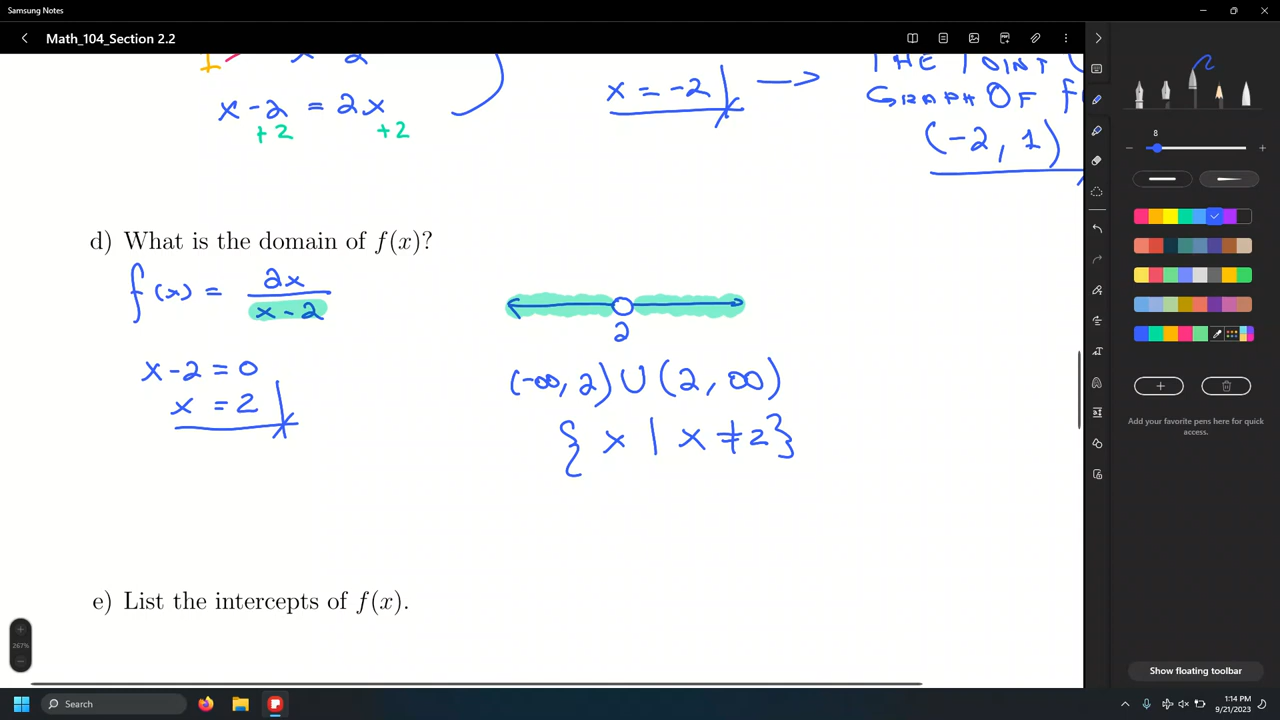 Samsung Notes
Math_104_Section 2.2
x - 2 = 2x
+2 +2
x = -2
GRAPH OF f
(-2, 1)
8
d) What is the domain of f(x)?
f(x) = 2x / x - 2
x - 2 = 0
x = 2
2
(-∞, 2) ∪ (2, ∞)
{ x | x ≠ 2}
e) List the intercepts of f(x).
Add your favorite pens here for quick
access.
267%
Show floating toolbar
Search
1:14 PM
9/21/2023